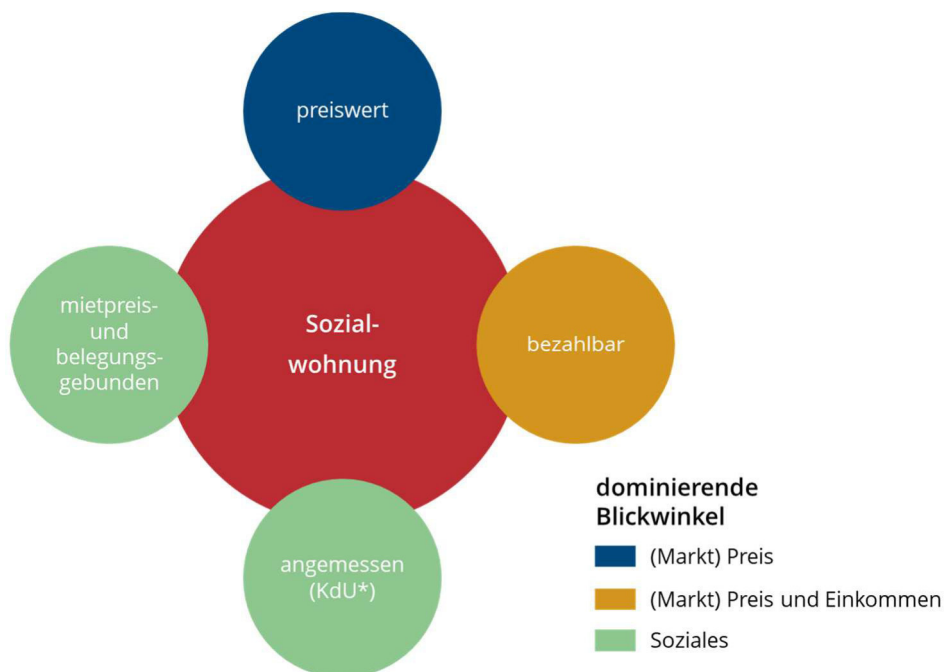 preiswert
mietpreis-
und
belegungs-
gebunden
Sozial-
wohnung
bezahlbar
angemessen
(KdU*)
dominierende
Blickwinkel
(Markt) Preis
(Markt) Preis und Einkommen
Soziales